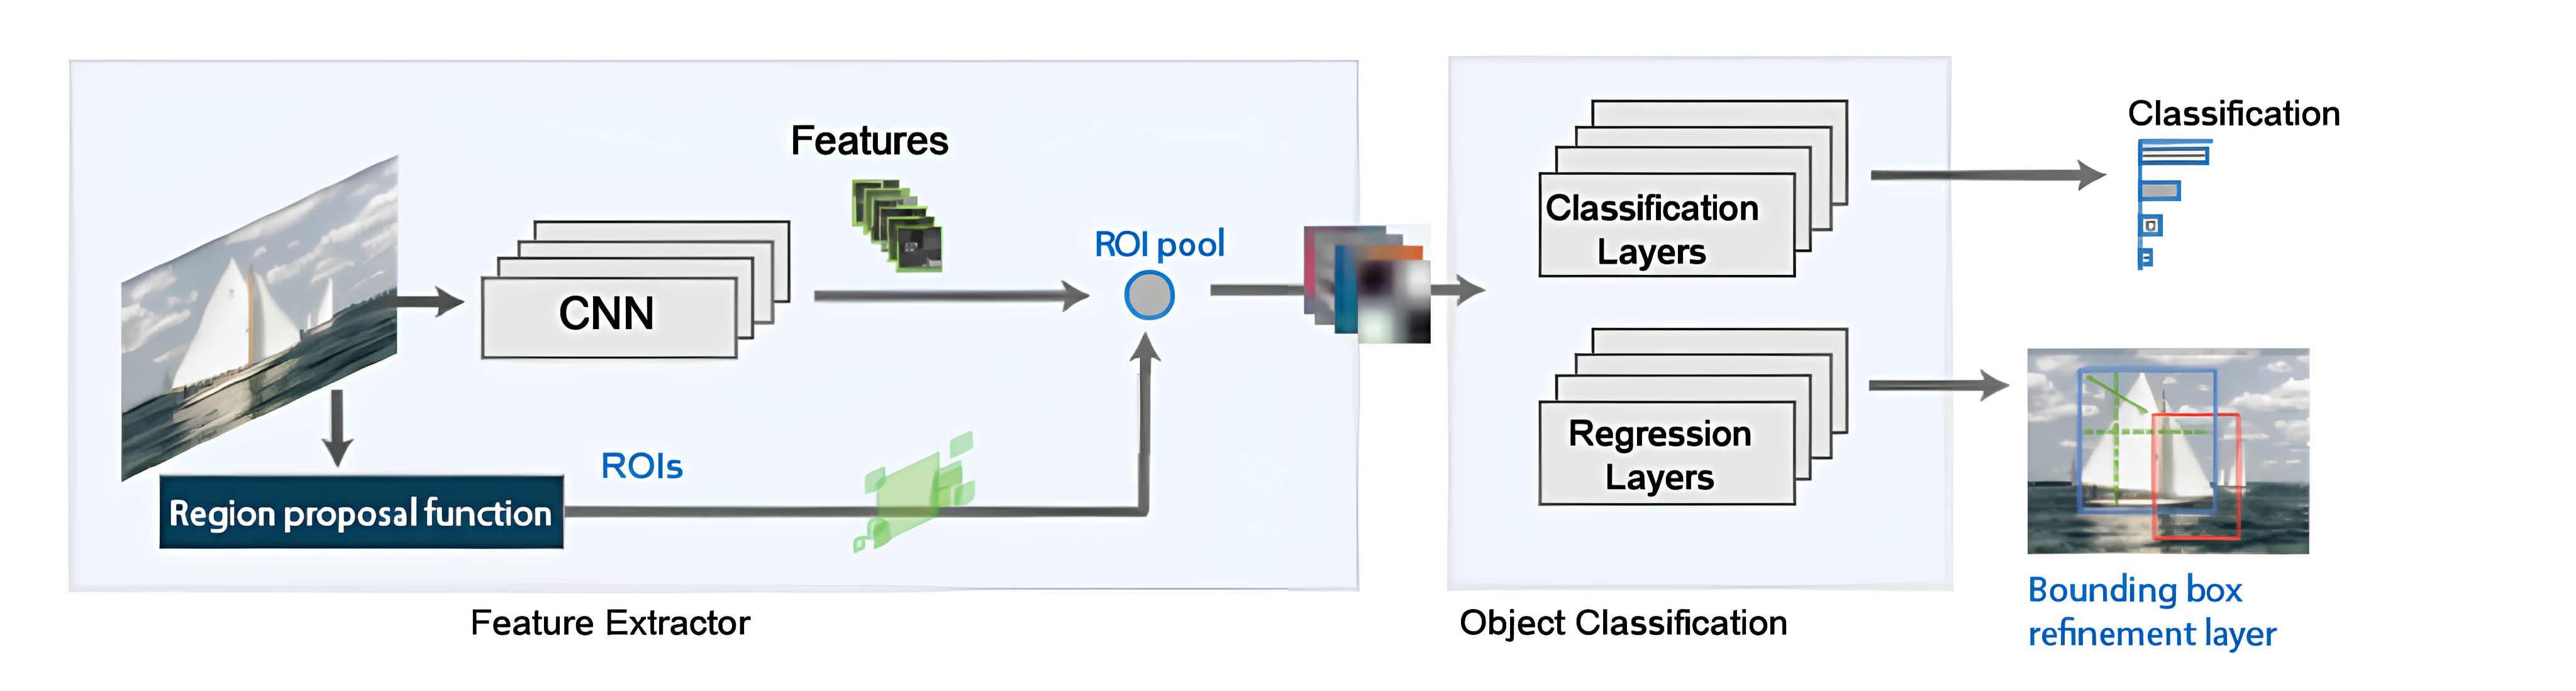 Features
CNN
ROI pool
ROIs
Region proposal function
Feature Extractor
Classification
Layers
Regression
Layers
Object Classification
Classification
Bounding box
refinement layer